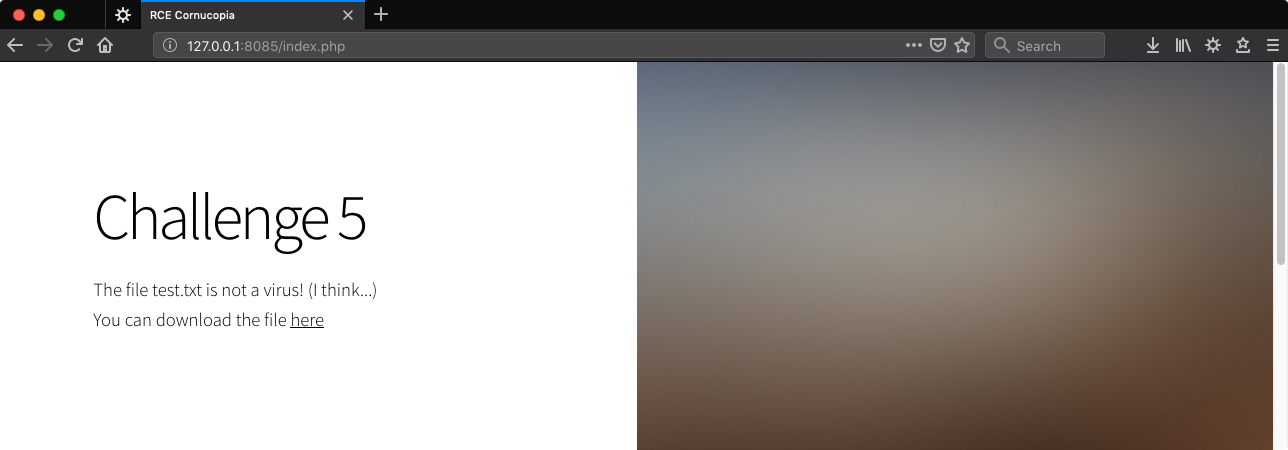 RCE Cornucopia
127.0.0.1:8085/index.php
Search
Challenge 5
The file test.txt is not a virus! (I think...)
You can download the file here